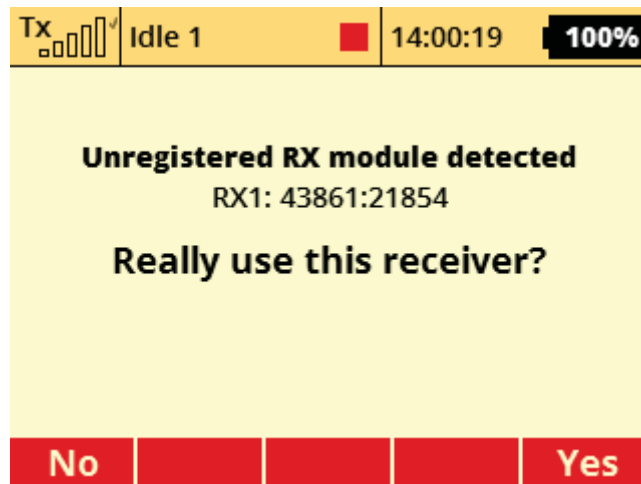 Tx Idle 1 14:00:19 100%
Unregistered RX module detected
RX1: 43861:21854
Really use this receiver?
No Yes